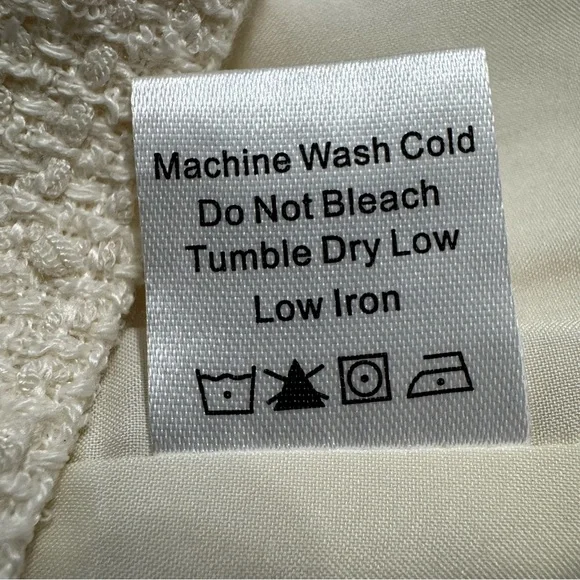 Machine Wash Cold
Do Not Bleach
Tumble Dry Low
Low Iron